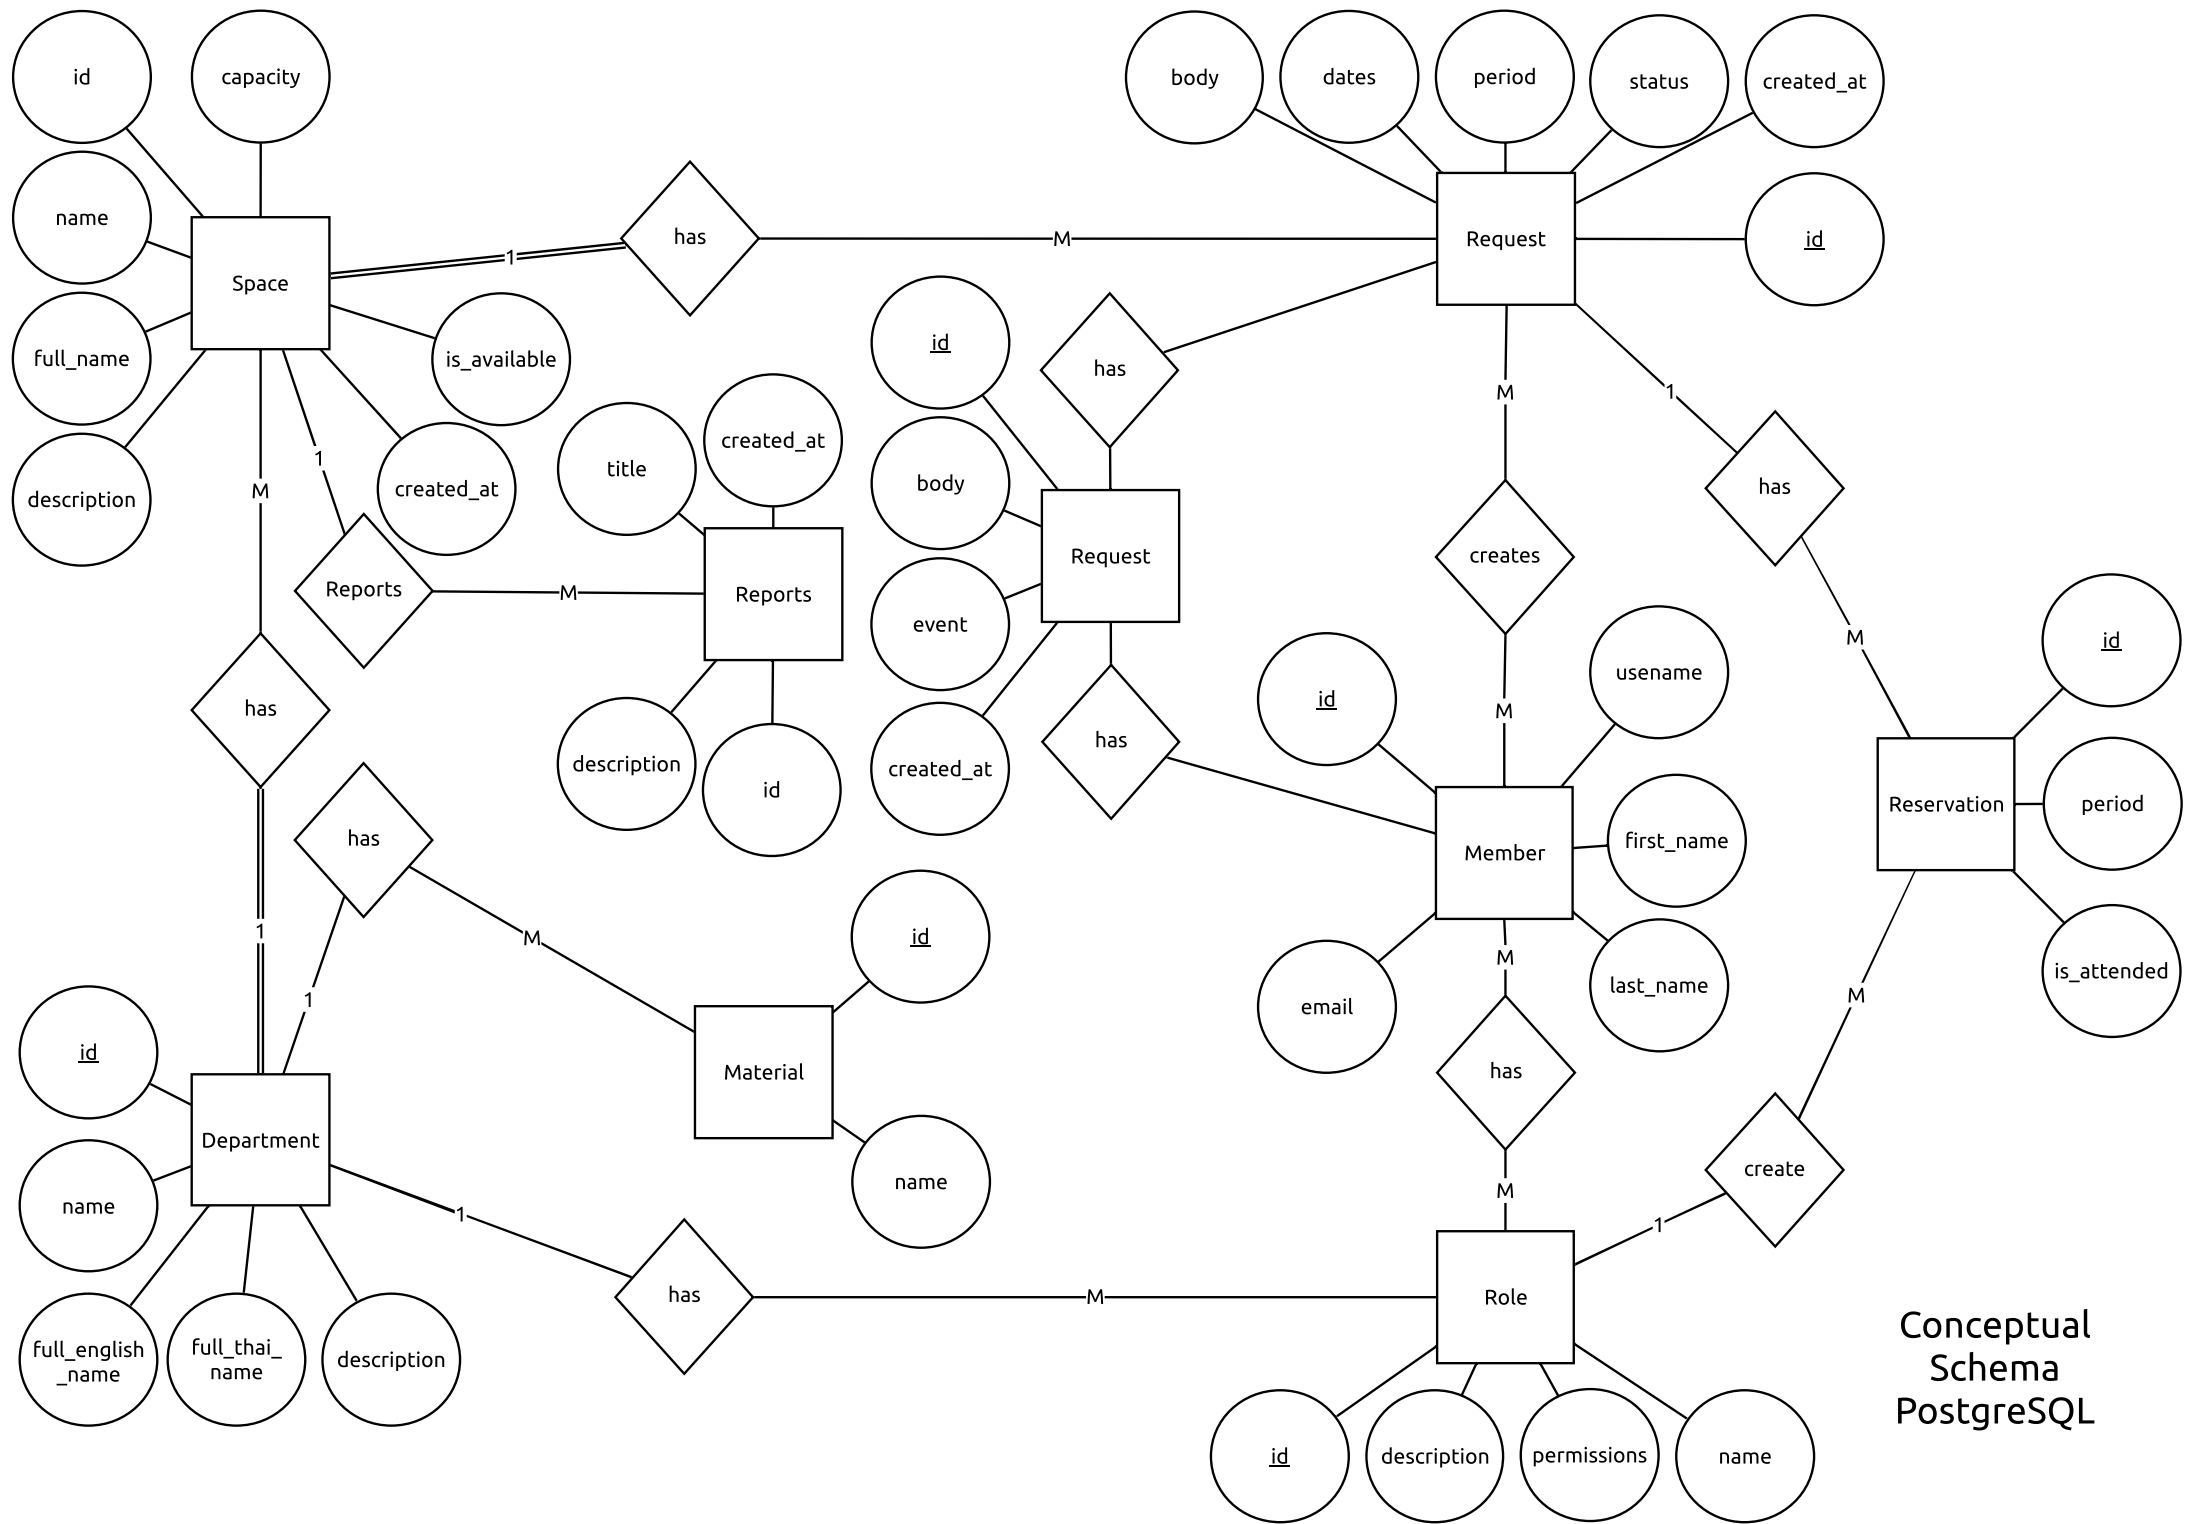 id
capacity
body
dates
period
status
created_at
name
has
1
M
Request
id
Space
full_name
is_available
id
has
M
1
description
M
1
created_at
title
created_at
body
has
creates
Reports
M
Reports
Request
event
M
usename
id
has
description
id
created_at
has
id
M
Reservation
period
has
first_name
Member
1
M
id
M
last_name
is_attended
email
1
M
id
Material
has
Department
create
name
name
M
1
1
has
M
Role
full_english
_name
full_thai_
name
description
id
description
permissions
name
Conceptual
Schema
PostgreSQL